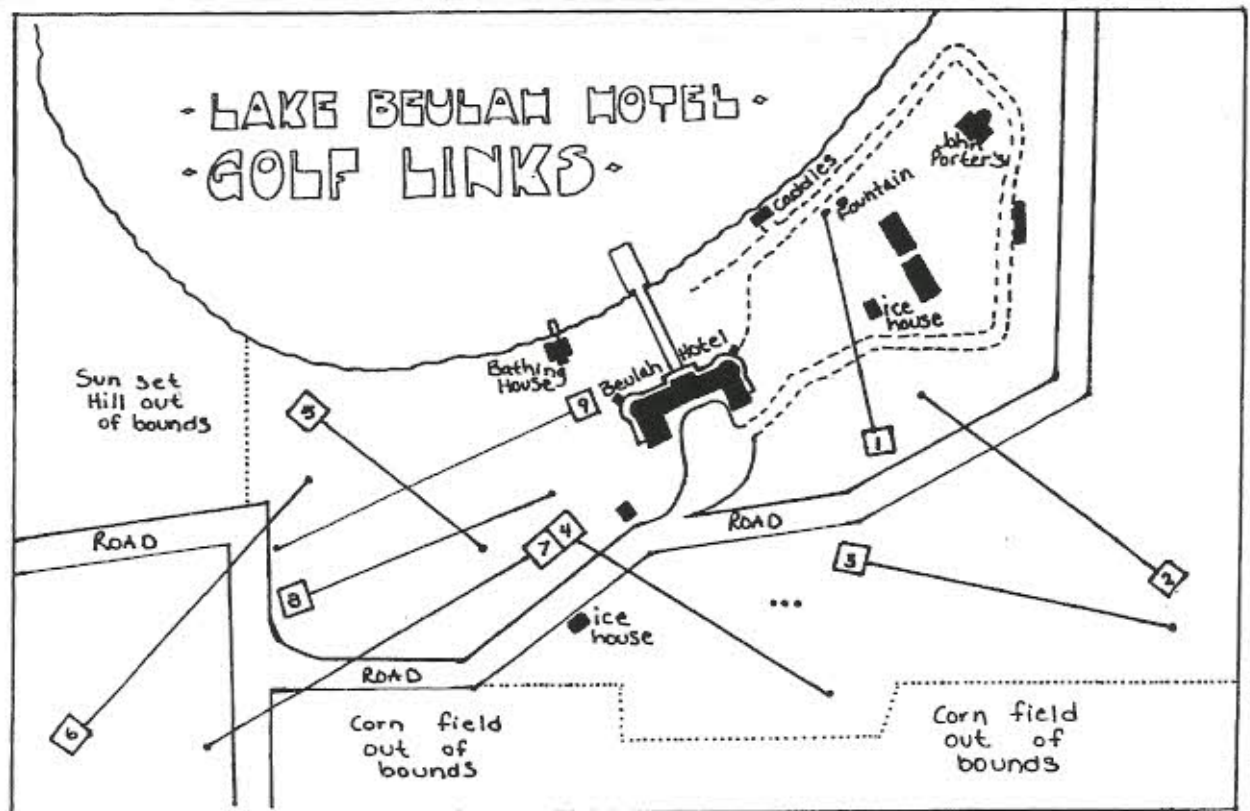 LAKE BEULAH HOTEL
GOLF LINKS
John
Porter's
Caddies
Fountain
ice
house
Beulah Hotel
Bathing
House
Sun set
Hill out
of bounds
5
9
1
ROAD
ROAD
7 4
3
2
8
ice
house
ROAD
6
Corn field
out of
bounds
Corn field
out of
bounds